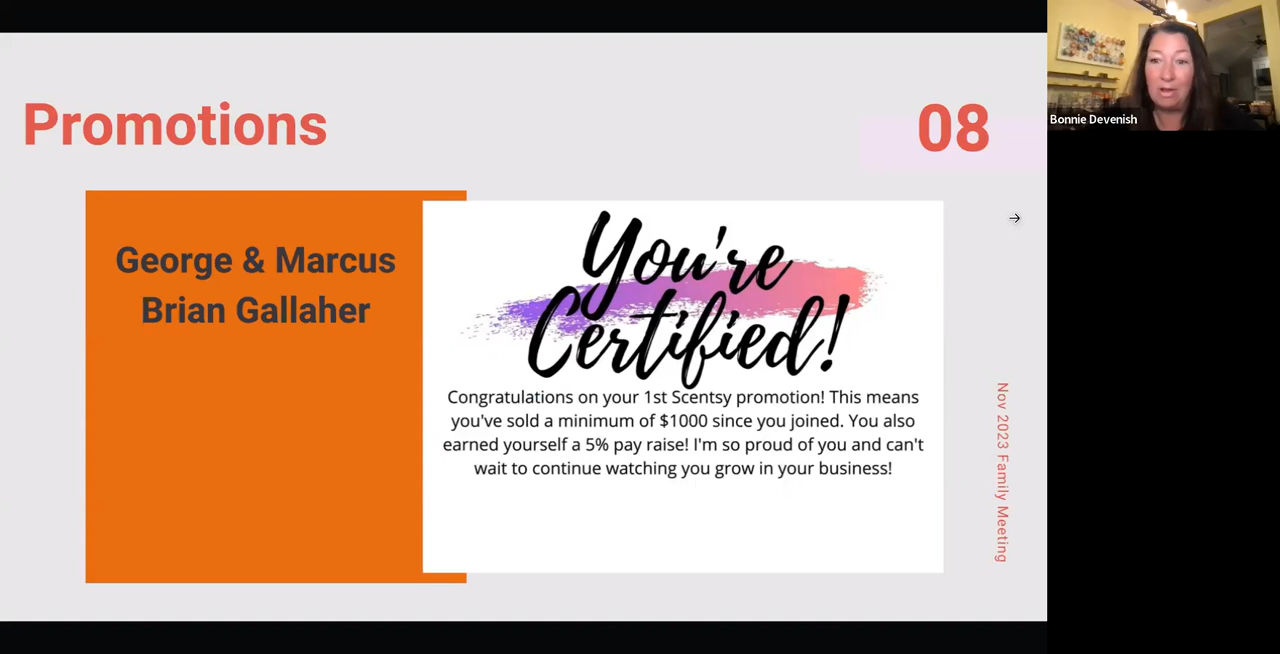 Promotions
08
Bonnie Devenish
George & Marcus
Brian Gallaher
You're
Certified!
Congratulations on your 1st Scentsy promotion! This means
you've sold a minimum of $1000 since you joined. You also
earned yourself a 5% pay raise! I'm so proud of you and can't
wait to continue watching you grow in your business!
Nov 2023 Family Meeting